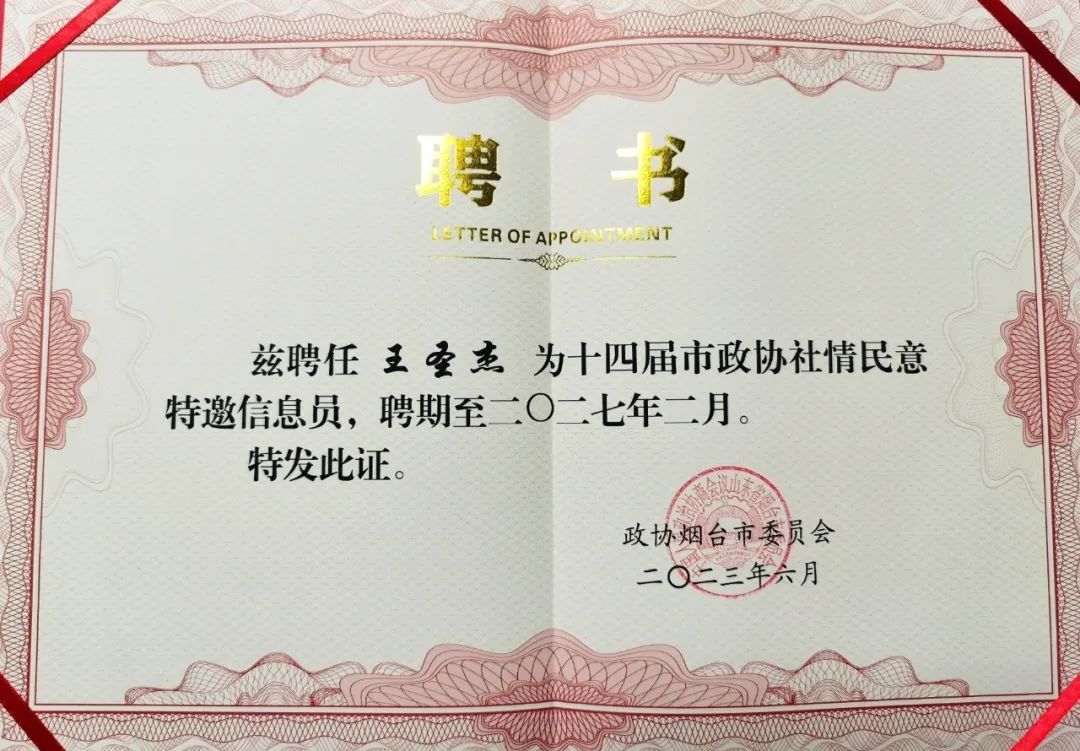 聘 书
LETTER OF APPOINTMENT
兹聘任 王圣杰 为十四届市政协社情民意
特邀信息员，聘期至二〇二七年二月。
特发此证。
政协烟台市委员会
二〇二三年六月